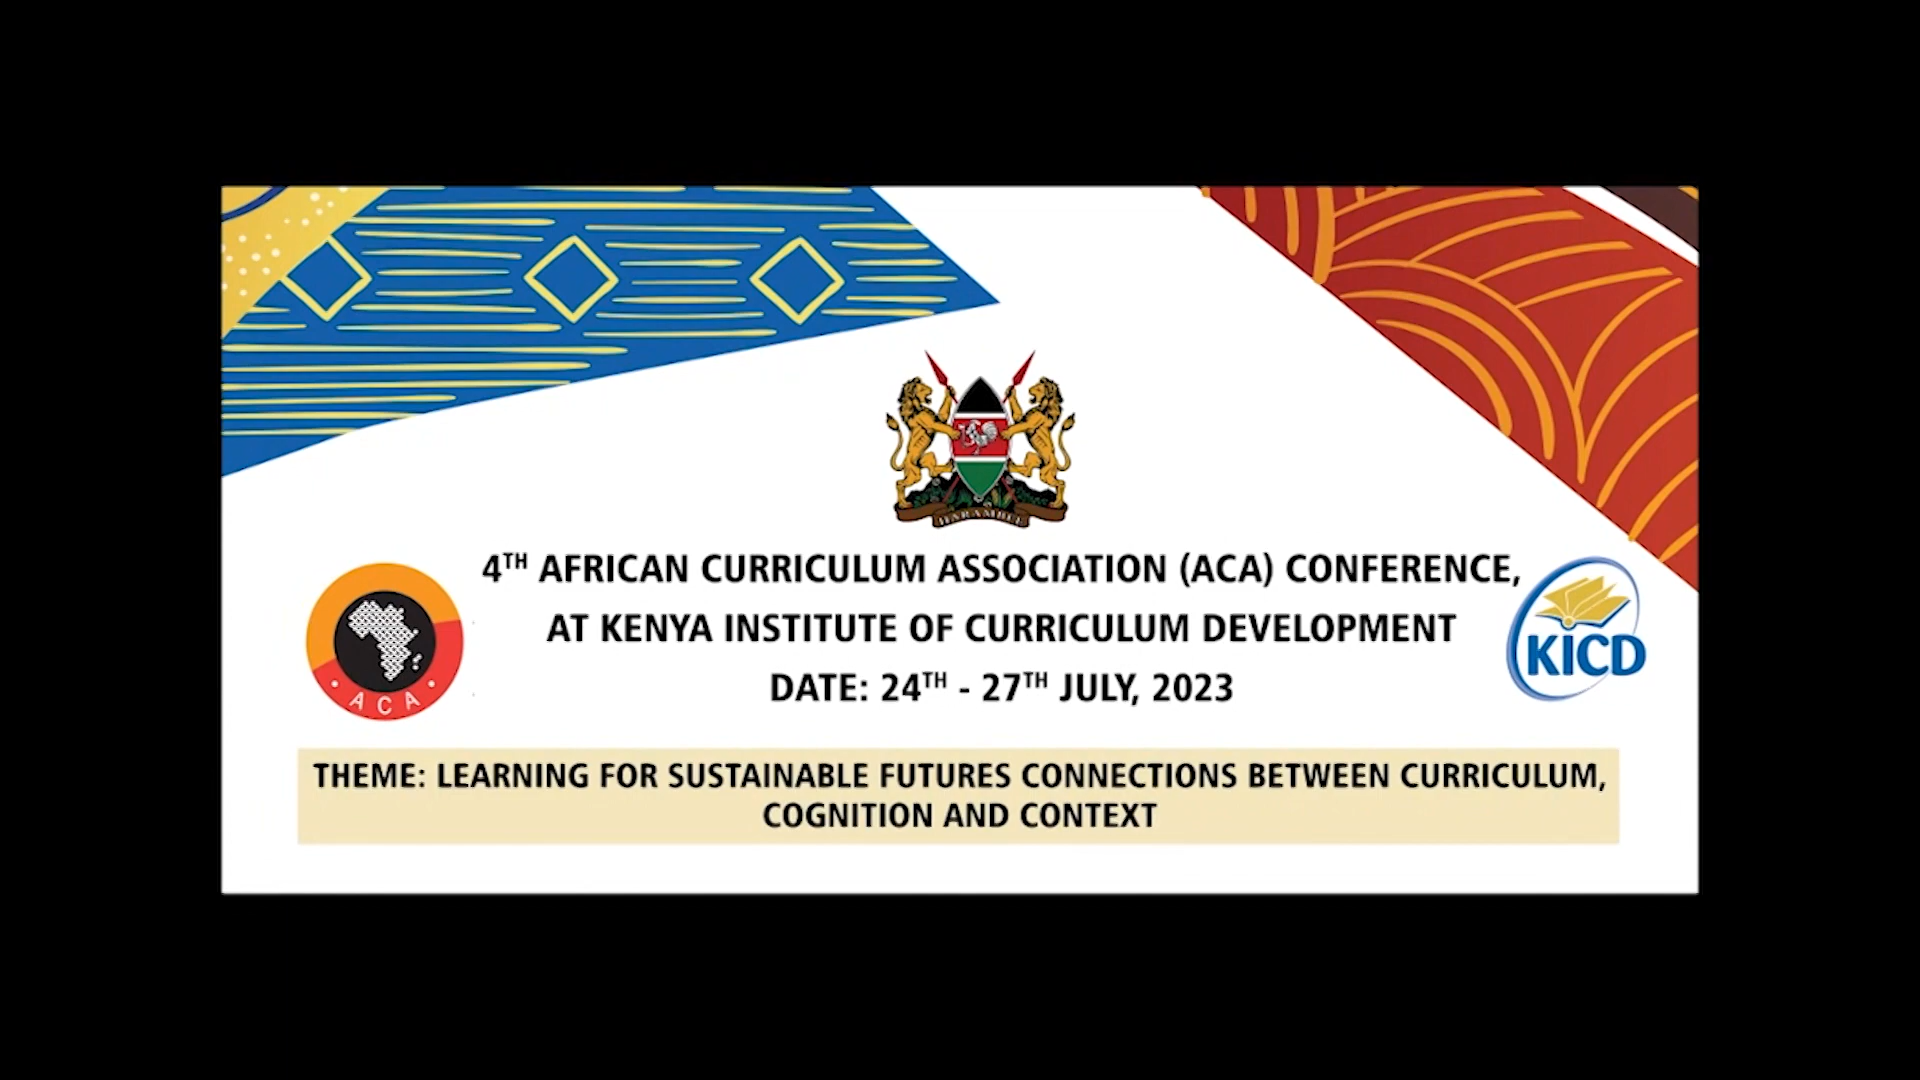 HARAMBEE
4TH AFRICAN CURRICULUM ASSOCIATION (ACA) CONFERENCE,
AT KENYA INSTITUTE OF CURRICULUM DEVELOPMENT
DATE: 24TH - 27TH JULY, 2023
ACA
KICD
THEME: LEARNING FOR SUSTAINABLE FUTURES CONNECTIONS BETWEEN CURRICULUM,
COGNITION AND CONTEXT